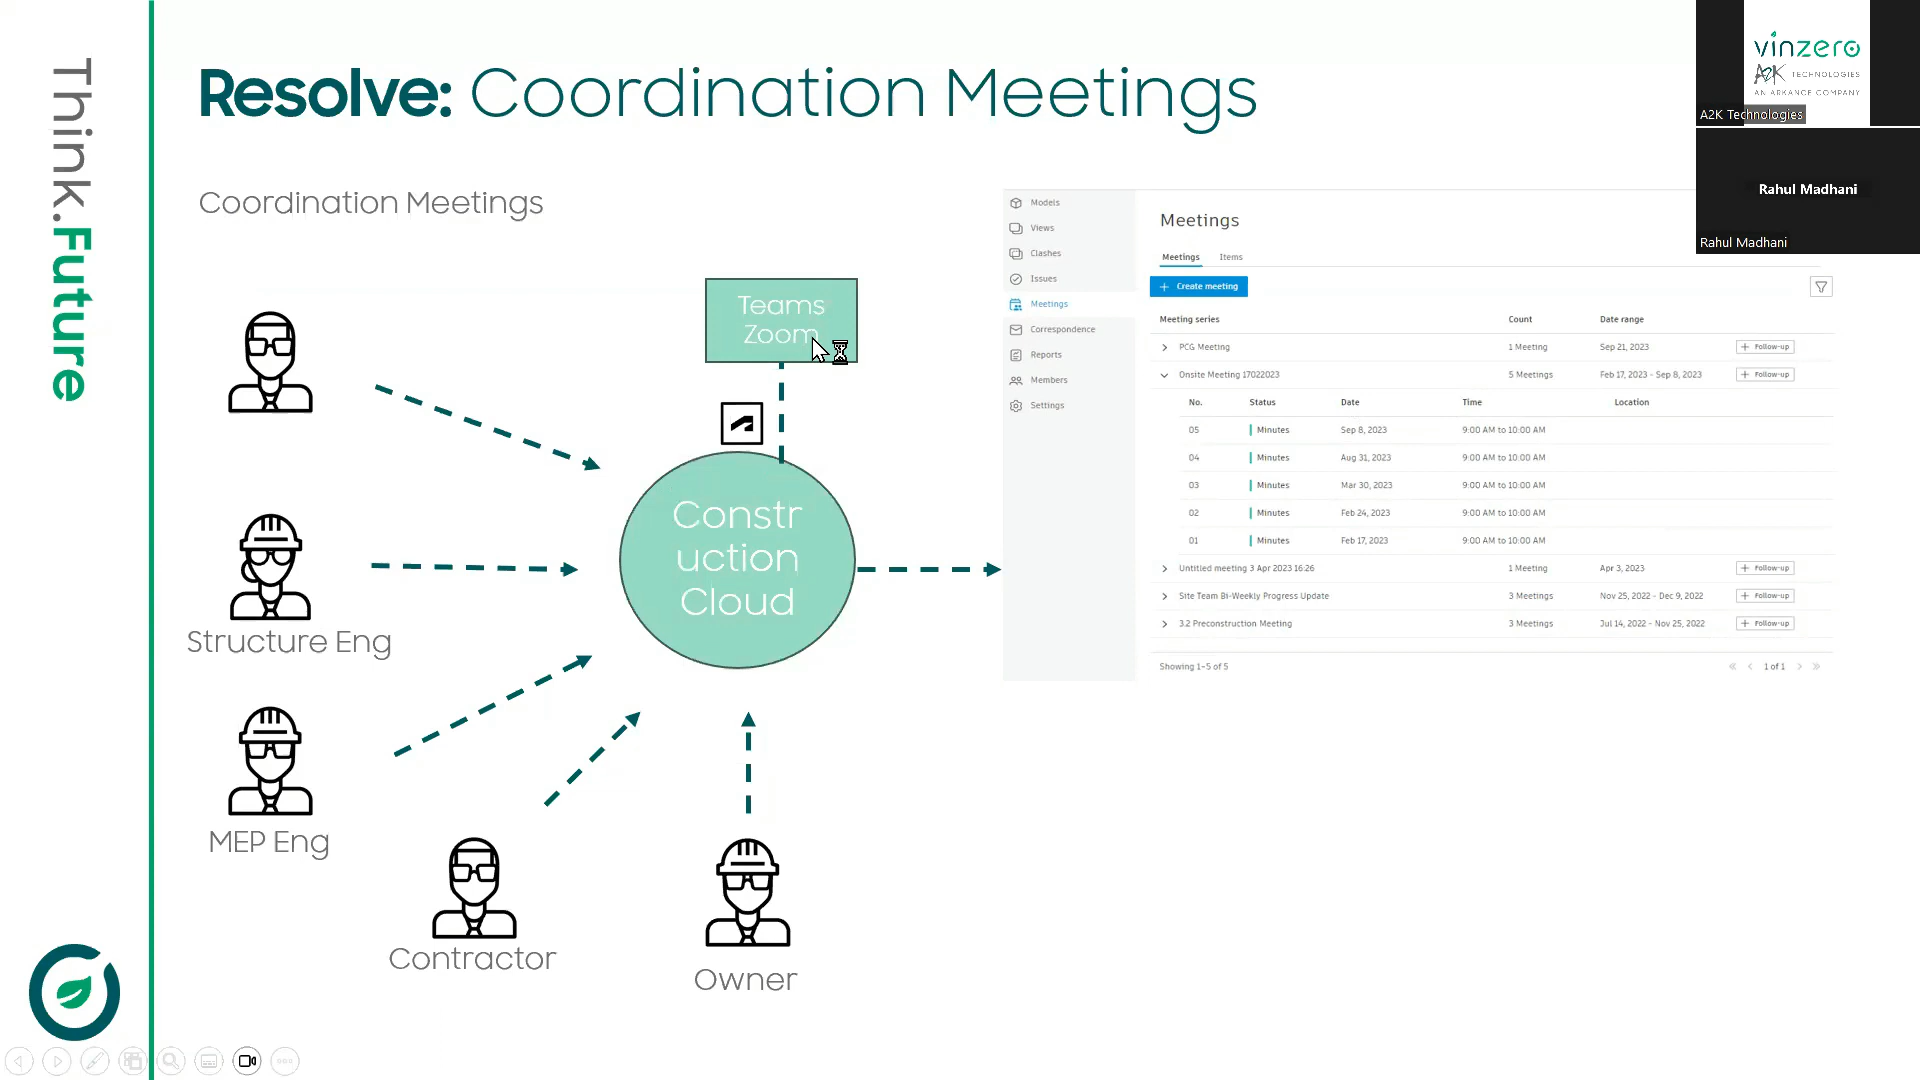 Think.Future
Resolve: Coordination Meetings
Coordination Meetings
Teams
Zoom
Constr
uction
Cloud
Structure Eng
MEP Eng
Contractor
Owner
Models
Views
Clashes
Issues
Meetings
Correspondence
Reports
Members
Settings
Meetings
Meetings Items
+ Create meeting
Meeting series Count Date range
PCG Meeting 1 Meeting Sep 21, 2023 + Follow-up
Onsite Meeting 17022023 5 Meetings Feb 17, 2023 - Sep 8, 2023 + Follow-up
No. Status Date Time Location
05 Minutes Sep 8, 2023 9:00 AM to 10:00 AM
04 Minutes Aug 31, 2023 9:00 AM to 10:00 AM
03 Minutes Mar 30, 2023 9:00 AM to 10:00 AM
02 Minutes Feb 24, 2023 9:00 AM to 10:00 AM
01 Minutes Feb 17, 2023 9:00 AM to 10:00 AM
Untitled meeting 3 Apr 2023 16:26 1 Meeting Apr 3, 2023 + Follow-up
Site Team Bi-Weekly Progress Update 3 Meetings Nov 25, 2022 - Dec 9, 2022 + Follow-up
3.2 Preconstruction Meeting 3 Meetings Jul 14, 2022 - Nov 25, 2022 + Follow-up
Showing 1-5 of 5 1 of 1
vinzero
A2K TECHNOLOGIES
AN ARKANCE COMPANY
A2K Technologies
Rahul Madhani
Rahul Madhani